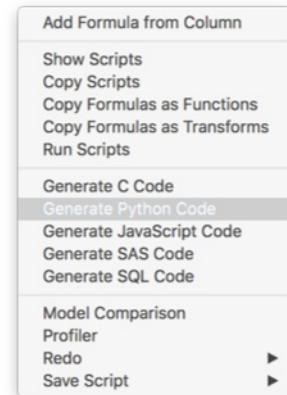 Add Formula from Column
Show Scripts
Copy Scripts
Copy Formulas as Functions
Copy Formulas as Transforms
Run Scripts
Generate C Code
Generate Python Code
Generate JavaScript Code
Generate SAS Code
Generate SQL Code
Model Comparison
Profiler
Redo
Save Script